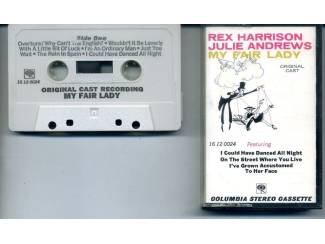 Side One
Overture/Why Can't The English? • Wouldn't It Be Loverly
With A Little Bit Of Luck • I'm An Ordinary Man • Just You
Wait • The Rain In Spain • I Could Have Danced All Night
16 12 0024
ORIGINAL CAST RECORDING
MY FAIR LADY
REX HARRISON
JULIE ANDREWS
MY FAIR LADY
ORIGINAL
CAST
16 12 0024
Featuring
I Could Have Danced All Night
On The Street Where You Live
I've Grown Accustomed
To Her Face
COLUMBIA STEREO CASSETTE